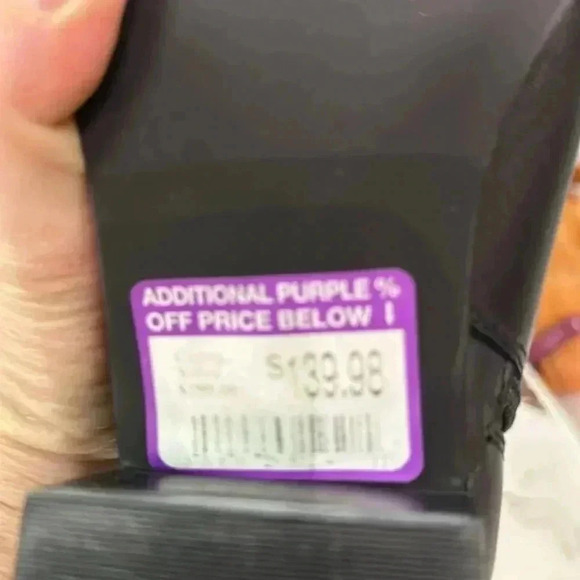 ADDITIONAL PURPLE %
OFF PRICE BELOW !
$139.98